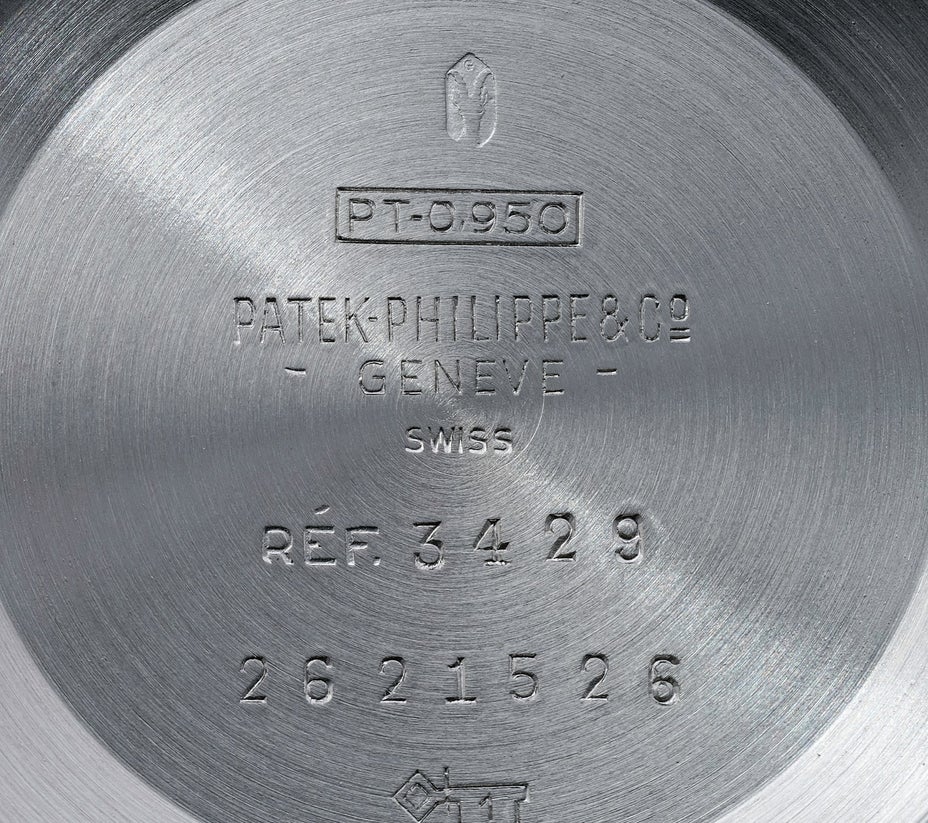 PT-0,950
PATEK-PHILIPPE & Cº
- GENEVE -
SWISS
RÉF. 3429
2621526